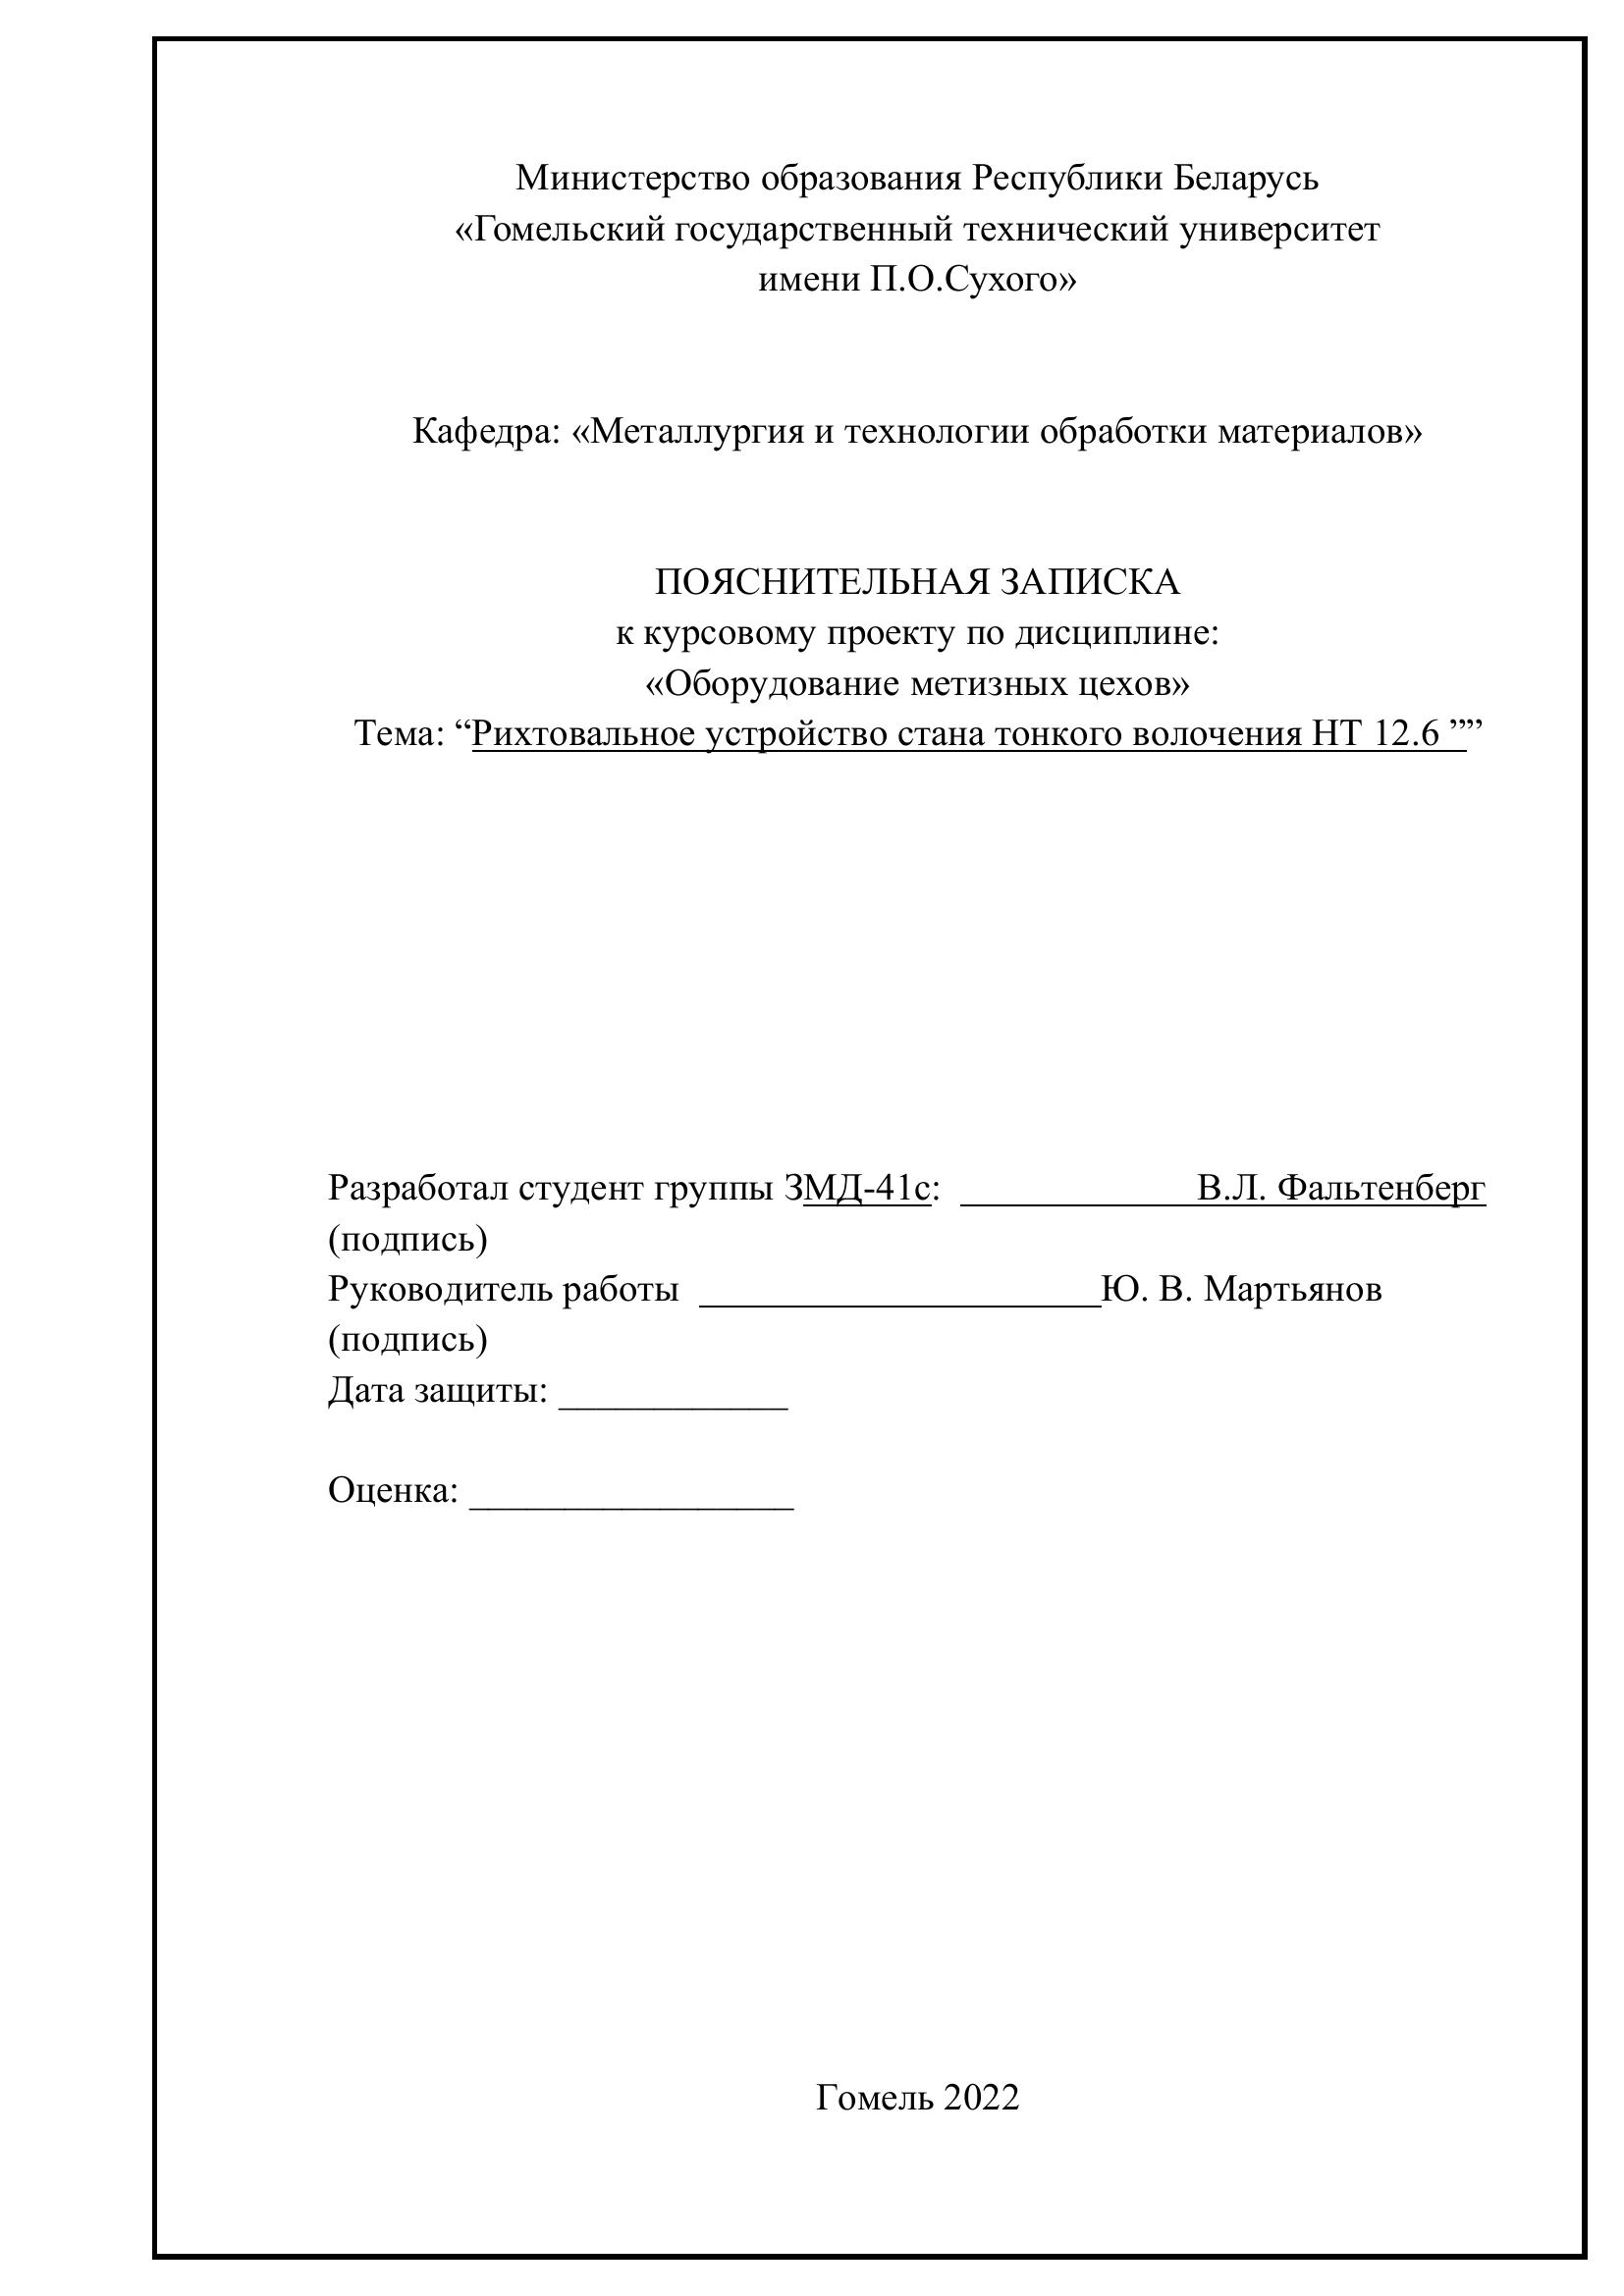 Министерство образования Республики Беларусь
«Гомельский государственный технический университет
имени П.О.Сухого»
Кафедра: «Металлургия и технологии обработки материалов»
ПОЯСНИТЕЛЬНАЯ ЗАПИСКА
к курсовому проекту по дисциплине:
«Оборудование метизных цехов»
Тема: “Рихтовальное устройство стана тонкого волочения НТ 12.6 ””
Разработал студент группы ЗМД-41с: В.Л. Фальтенберг
(подпись)
Руководитель работы _____________________Ю. В. Мартьянов
(подпись)
Дата защиты: ____________
Оценка: _________________
Гомель 2022